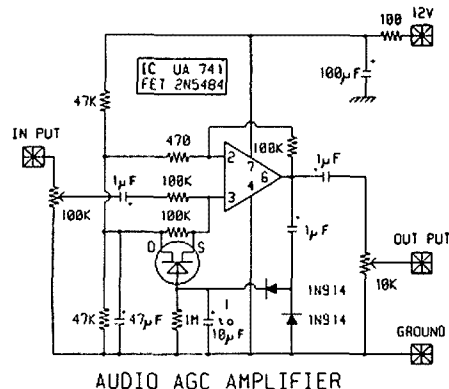 100
12V
IC UA 741
FET 2N5484
100µF
47K
IN PUT
470
2
7
100K
1µF
6
1µF
1µF
100K
4
3
100K
100K
D
S
1µF
OUT PUT
10K
1N914
1
to
10µF
1N914
47K
47µF
1M
GROUND
AUDIO AGC AMPLIFIER